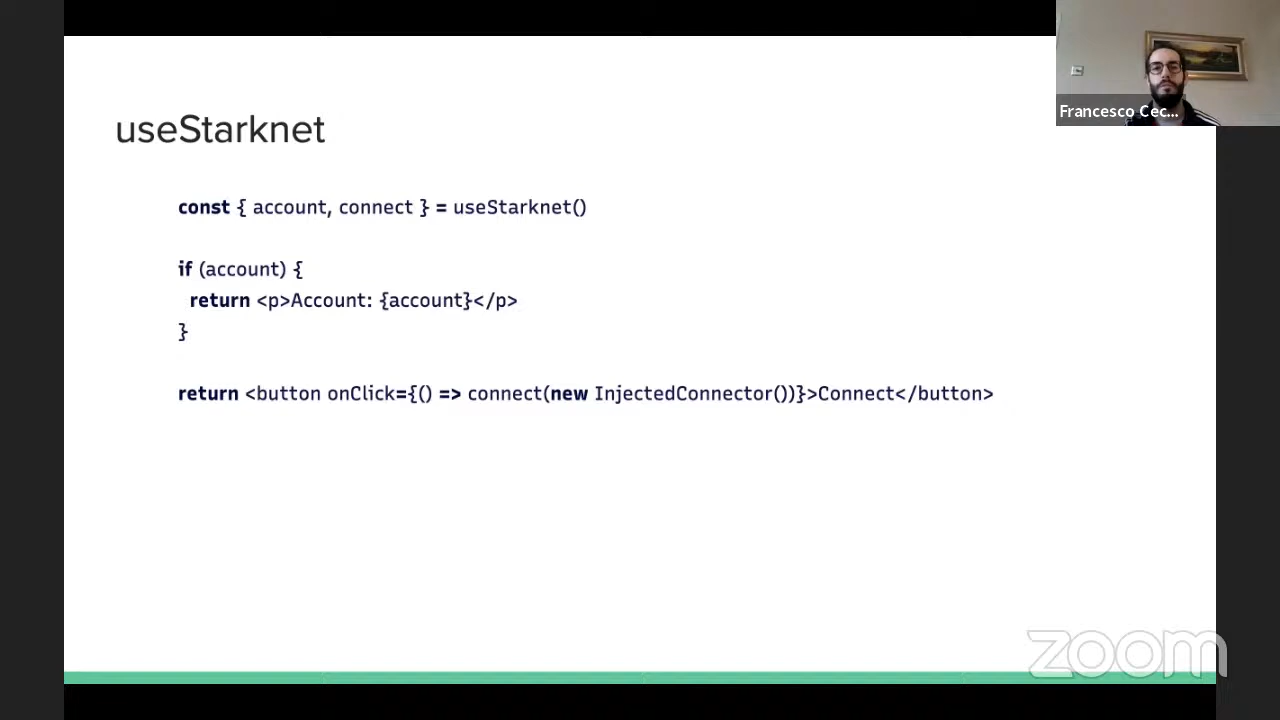 useStarknet
Francesco Cec...
const { account, connect } = useStarknet()
if (account) {
return <p>Account: {account}</p>
}
return <button onClick={() => connect(new InjectedConnector())}>Connect</button>
zoom